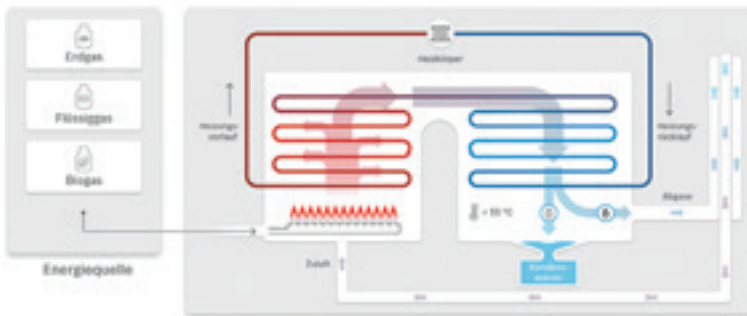 Erdgas
Flüssiggas
Biogas
Energiequelle
Heizkörper
Heizungs-
vorlauf
Heizungs-
rücklauf
Abgase
< 55 °C
Zuluft
Kondens-
wasser